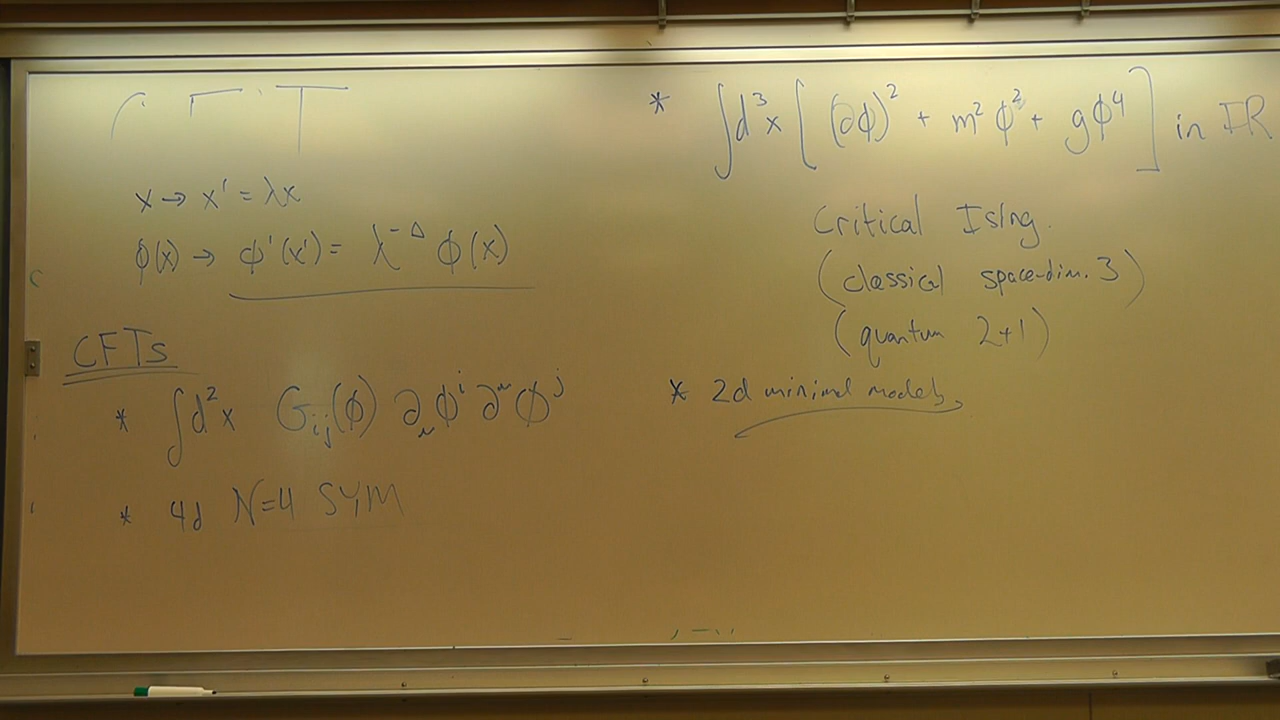 CFT
x → x' = λx
φ(x) → φ'(x') = λ^{-Δ} φ(x)
CFTs
* ∫d²x G_{ij}(φ) ∂_μ φ^i ∂^μ φ^j
* 4d N=4 SYM
* ∫d³x [ (∂φ)² + m² φ² + gφ⁴ ] in IR
Critical Ising.
(classical space-dim. 3)
(quantum 2+1)
* 2d minimal models,